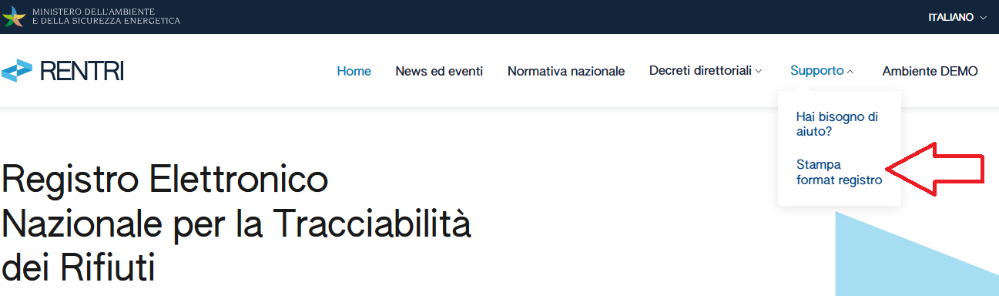 MINISTERO DELL'AMBIENTE
E DELLA SICUREZZA ENERGETICA
ITALIANO
RENTRI
Home News ed eventi Normativa nazionale Decreti direttoriali Supporto Ambiente DEMO
Hai bisogno di
aiuto?
Stampa
format registro
Registro Elettronico
Nazionale per la Tracciabilità
dei Rifiuti